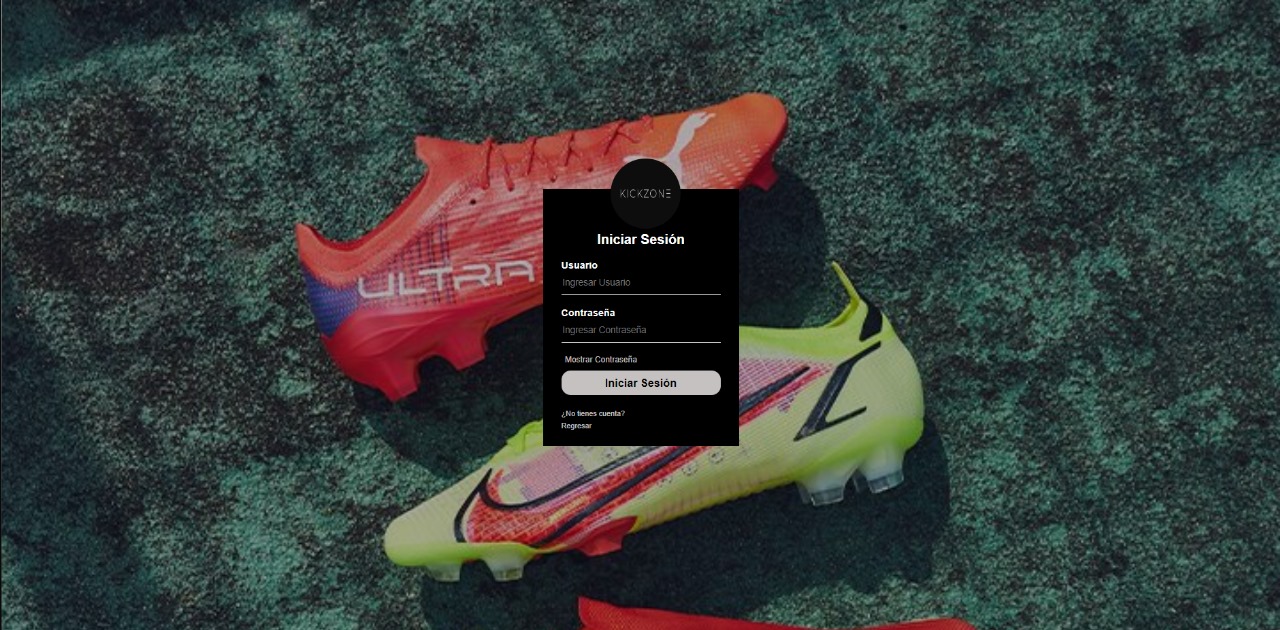 KICKZONE
ULTRA
Iniciar Sesión
Usuario
Ingresar Usuario
Contraseña
Ingresar Contraseña
Mostrar Contraseña
Iniciar Sesión
¿No tienes cuenta?
Regresar